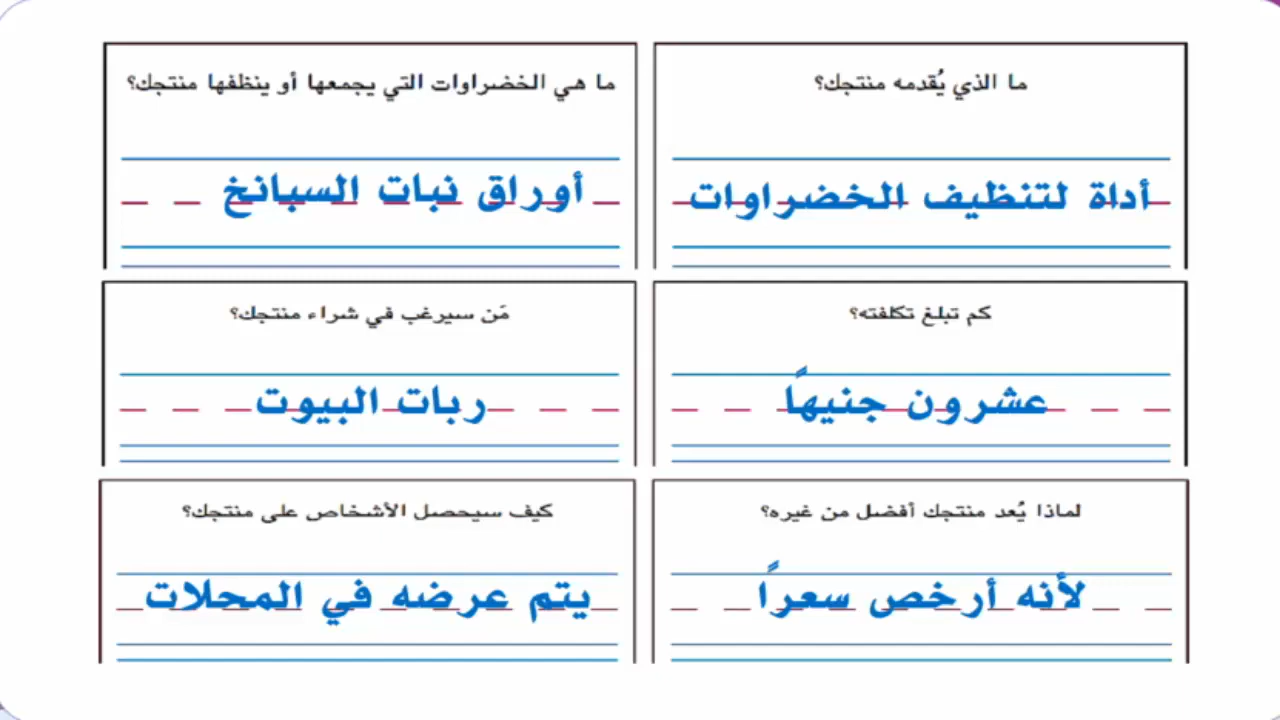 ما الذي يُقدمه منتجك؟
أداة لتنظيف الخضراوات
ما هي الخضراوات التي يجمعها أو ينظفها منتجك؟
أوراق نبات السبانخ
كم تبلغ تكلفته؟
عشرون جنيهاً
مَن سيرغب في شراء منتجك؟
ربات البيوت
لماذا يُعد منتجك أفضل من غيره؟
لأنه أرخص سعراً
كيف سيحصل الأشخاص على منتجك؟
يتم عرضه في المحلات